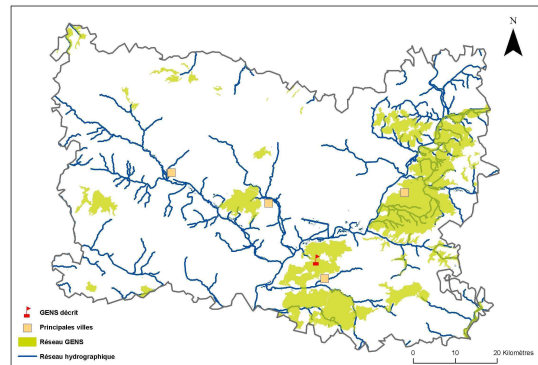 N
GENS décrit
Principales villes
Réseau GENS
Réseau hydrographique
0 10 20 Kilomètres